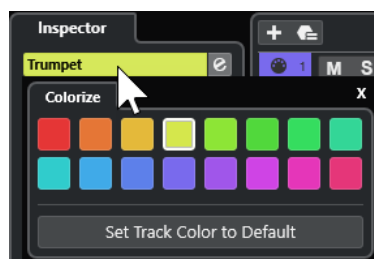 Inspector
Trumpet e
1 M S
Colorize X
Set Track Color to Default